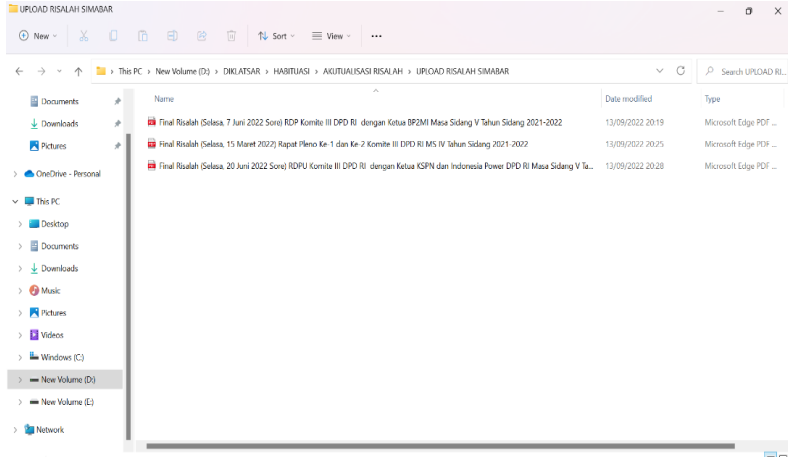 UPLOAD RISALAH SIMABAR
New Sort View
This PC > New Volume (D:) > DIKLATSAR > HABITUASI > AKUTUALISASI RISALAH > UPLOAD RISALAH SIMABAR Search UPLOAD RI...
Name Date modified Type
Final Risalah (Selasa, 7 Juni 2022 Sore) RDP Komite III DPD RI dengan Ketua BP2MI Masa Sidang V Tahun Sidang 2021-2022 13/09/2022 20:19 Microsoft Edge PDF ...
Final Risalah (Selasa, 15 Maret 2022) Rapat Pleno Ke-1 dan Ke-2 Komite III DPD RI MS IV Tahun Sidang 2021-2022 13/09/2022 20:25 Microsoft Edge PDF ...
Final Risalah (Selasa, 20 Juni 2022 Sore) RDPU Komite III DPD RI dengan Ketua KSPN dan Indonesia Power DPD RI Masa Sidang V Ta... 13/09/2022 20:28 Microsoft Edge PDF ...
Documents
Downloads
Pictures
OneDrive - Personal
This PC
Desktop
Documents
Downloads
Music
Pictures
Videos
Windows (C:)
New Volume (D:)
New Volume (E:)
Network